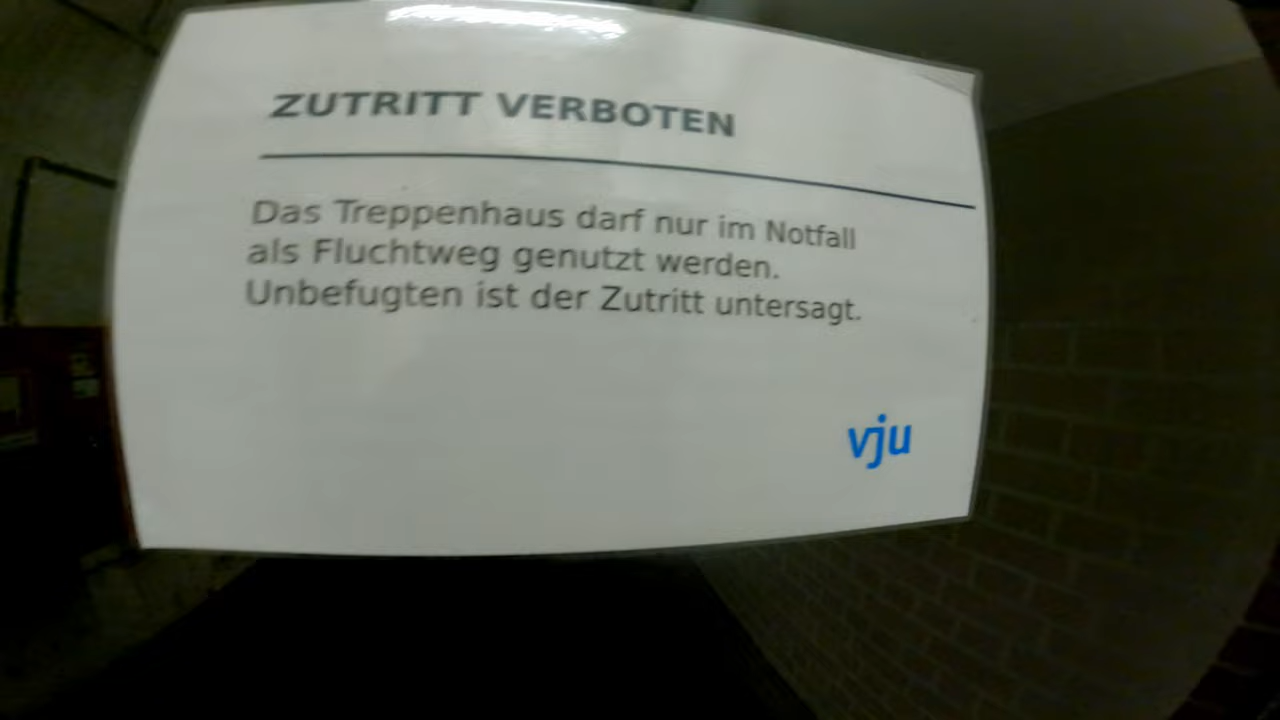 ZUTRITT VERBOTEN
Das Treppenhaus darf nur im Notfall
als Fluchtweg genutzt werden.
Unbefugten ist der Zutritt untersagt.
vju